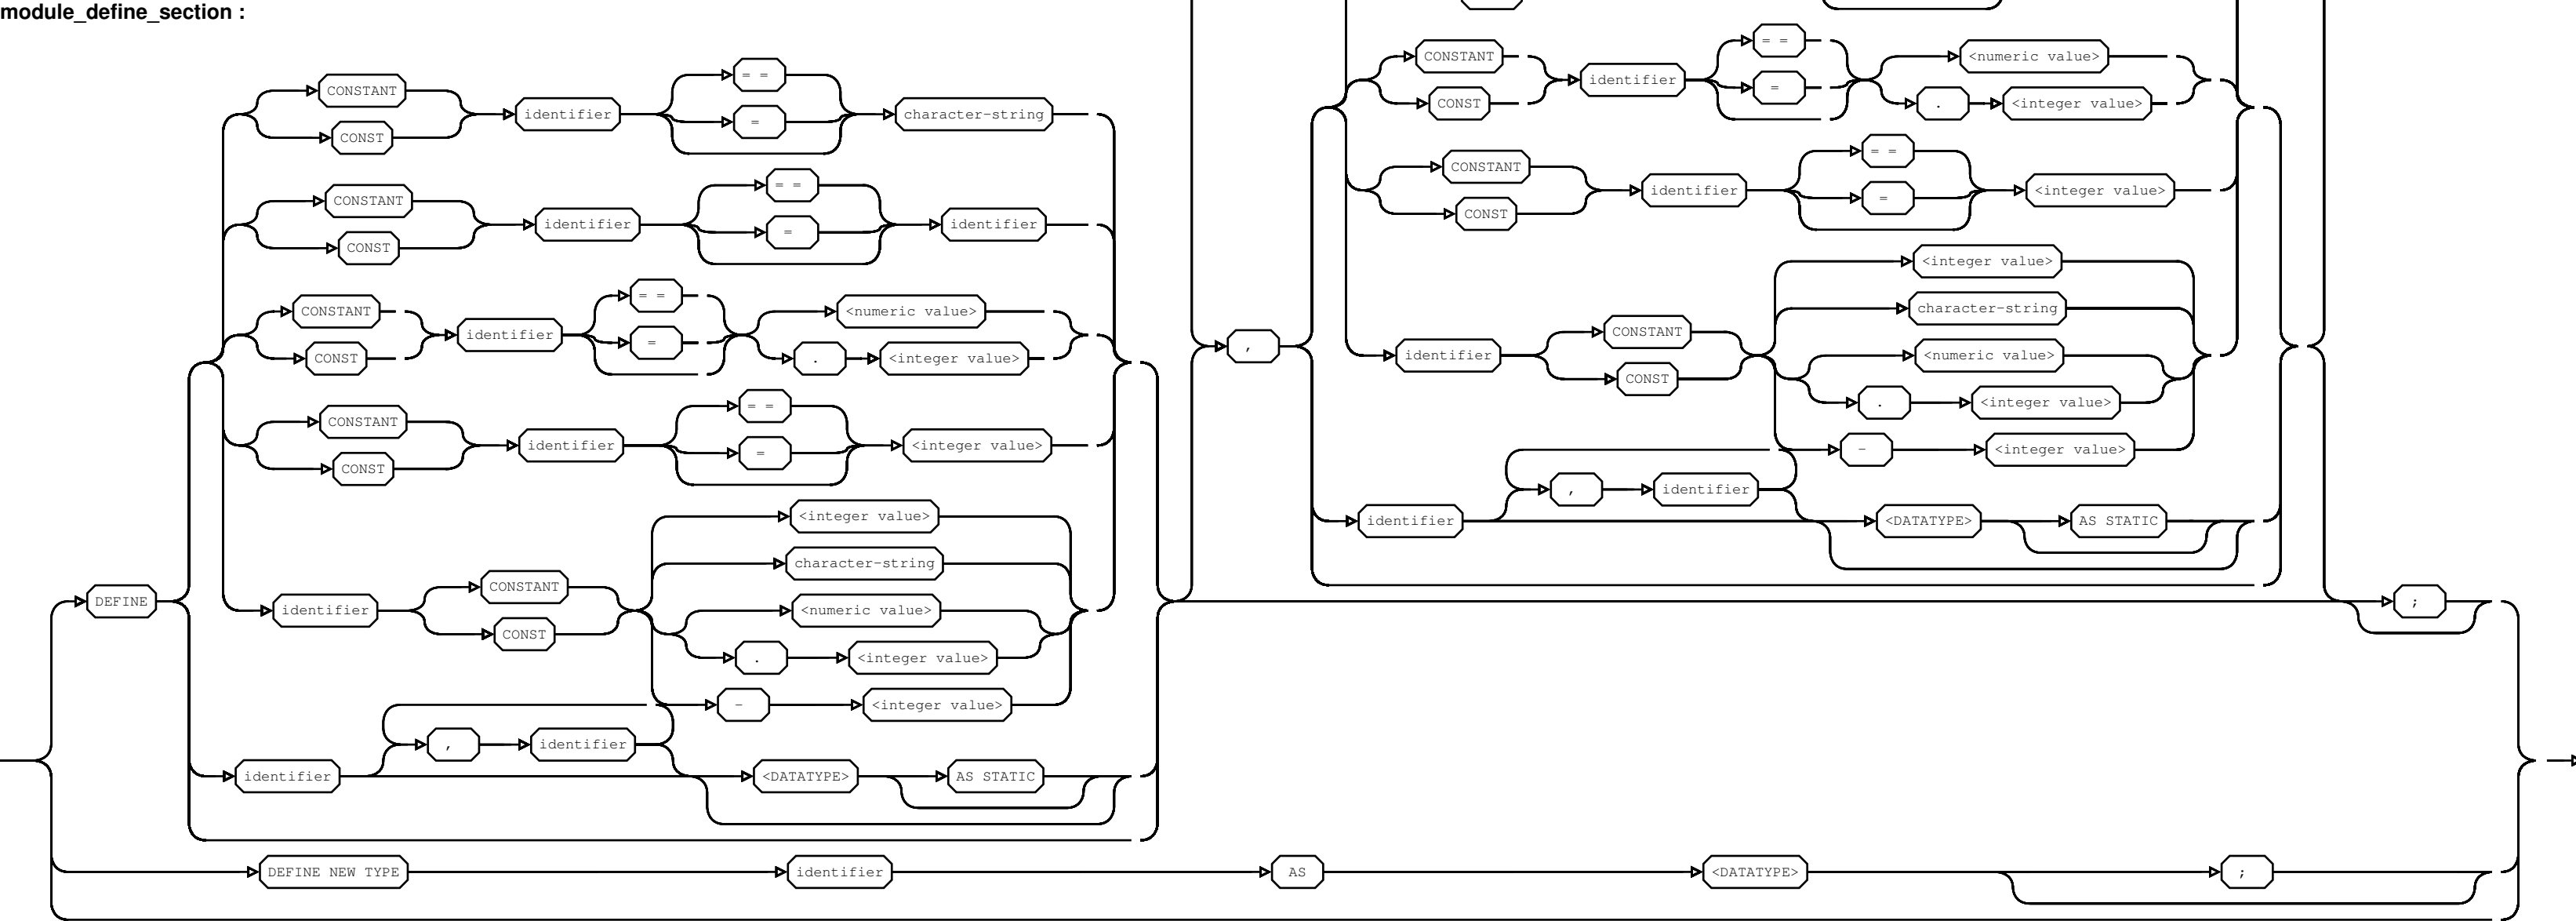 module_define_section :
CONSTANT
CONST
identifier
= =
=
character-string
CONSTANT
CONST
identifier
= =
=
identifier
CONSTANT
CONST
identifier
= =
=
<numeric value>
. <integer value>
CONSTANT
CONST
identifier
= =
=
<integer value>
DEFINE
identifier
CONSTANT
CONST
<integer value>
character-string
<numeric value>
. <integer value>
- <integer value>
identifier
, identifier
<DATATYPE>
AS STATIC
,
CONSTANT
CONST
identifier
= =
=
<numeric value>
. <integer value>
CONSTANT
CONST
identifier
= =
=
<integer value>
identifier
CONSTANT
CONST
<integer value>
character-string
<numeric value>
. <integer value>
- <integer value>
identifier
, identifier
<DATATYPE>
AS STATIC
;
DEFINE NEW TYPE identifier AS <DATATYPE> ;